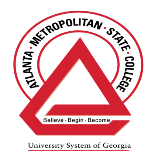 ATLANTA · METROPOLITAN · STATE · COLLEGE
Believe · Begin · Become
University System of Georgia